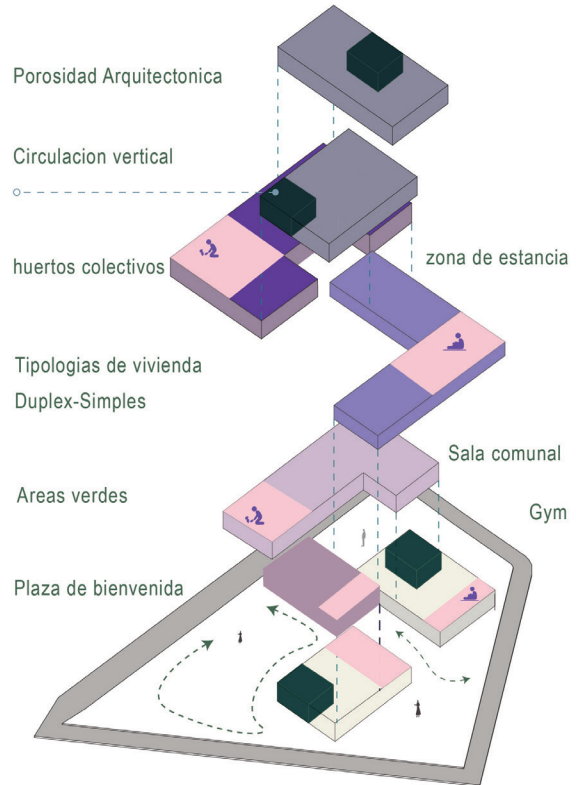 Porosidad Arquitectonica
Circulacion vertical
huertos colectivos
zona de estancia
Tipologias de vivienda
Duplex-Simples
Sala comunal
Areas verdes
Gym
Plaza de bienvenida